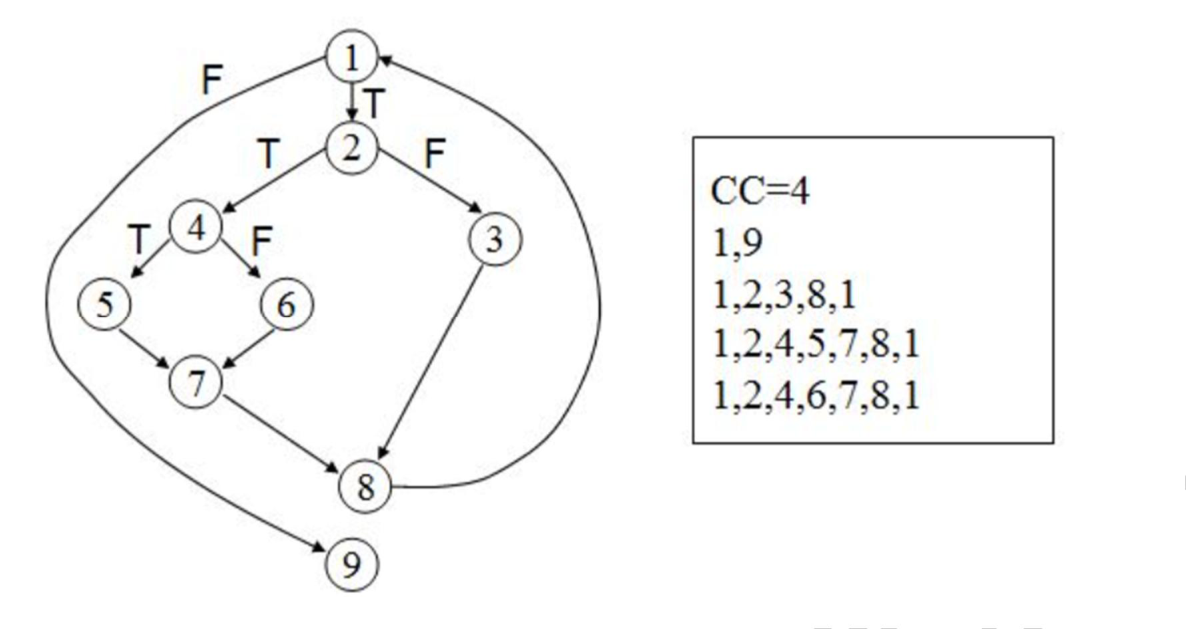 1
F
T
2
T
F
4
3
T
F
5
6
7
8
9
CC=4
1,9
1,2,3,8,1
1,2,4,5,7,8,1
1,2,4,6,7,8,1